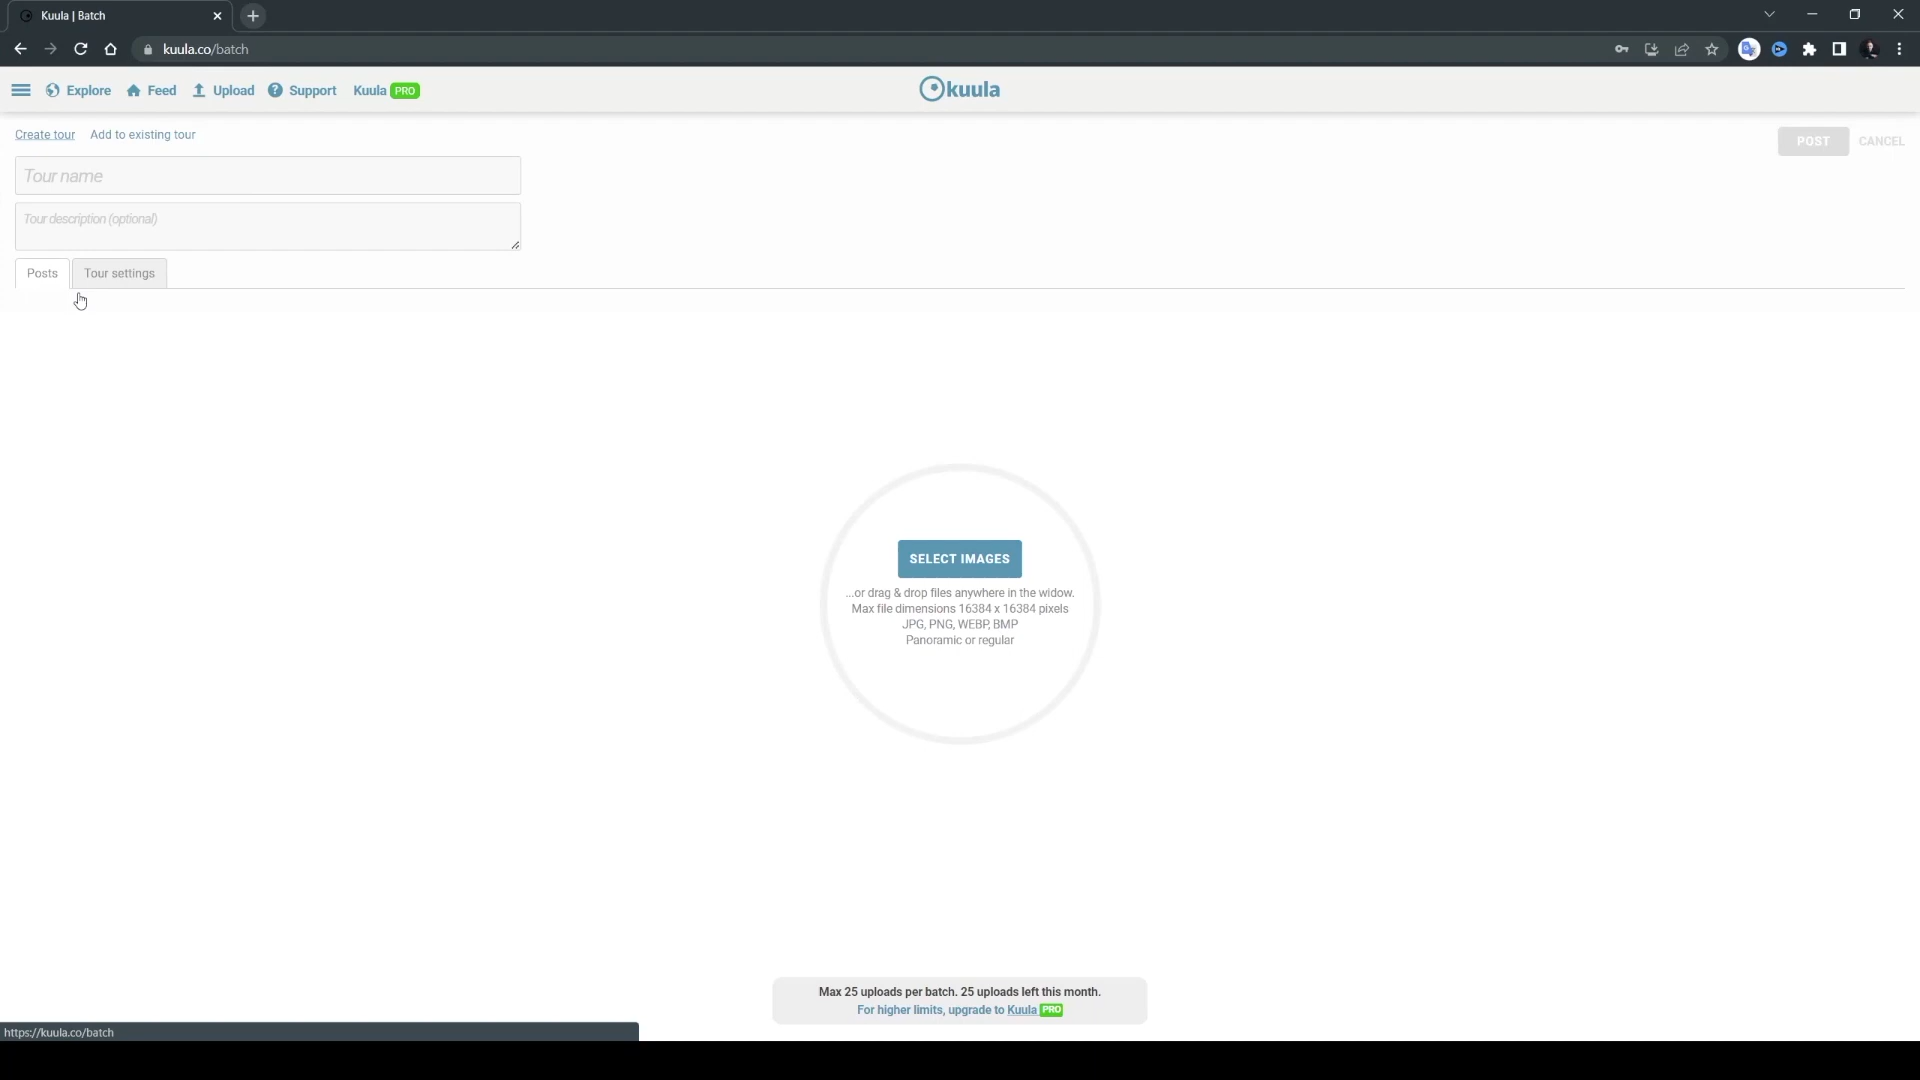 Kuula | Batch
kuula.co/batch
Explore Feed Upload Support Kuula PRO
kuula
Create tour Add to existing tour
POST CANCEL
Tour name
Tour description (optional)
Posts Tour settings
SELECT IMAGES
...or drag & drop files anywhere in the widow.
Max file dimensions 16384 x 16384 pixels
JPG, PNG, WEBP, BMP
Panoramic or regular
Max 25 uploads per batch. 25 uploads left this month.
For higher limits, upgrade to Kuula PRO
https://kuula.co/batch